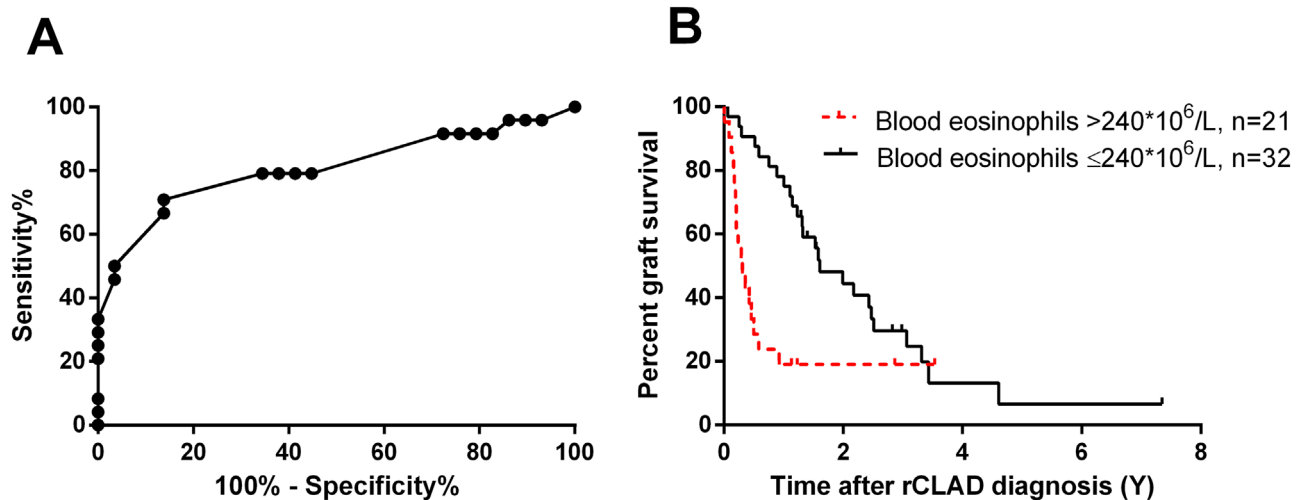 A
100
80
60
40
20
0
Sensitivity%
0 20 40 60 80 100
100% - Specificity%
B
100
80
60
40
20
0
Percent graft survival
Blood eosinophils >240*10⁶/L, n=21
Blood eosinophils ≤240*10⁶/L, n=32
0 2 4 6 8
Time after rCLAD diagnosis (Y)